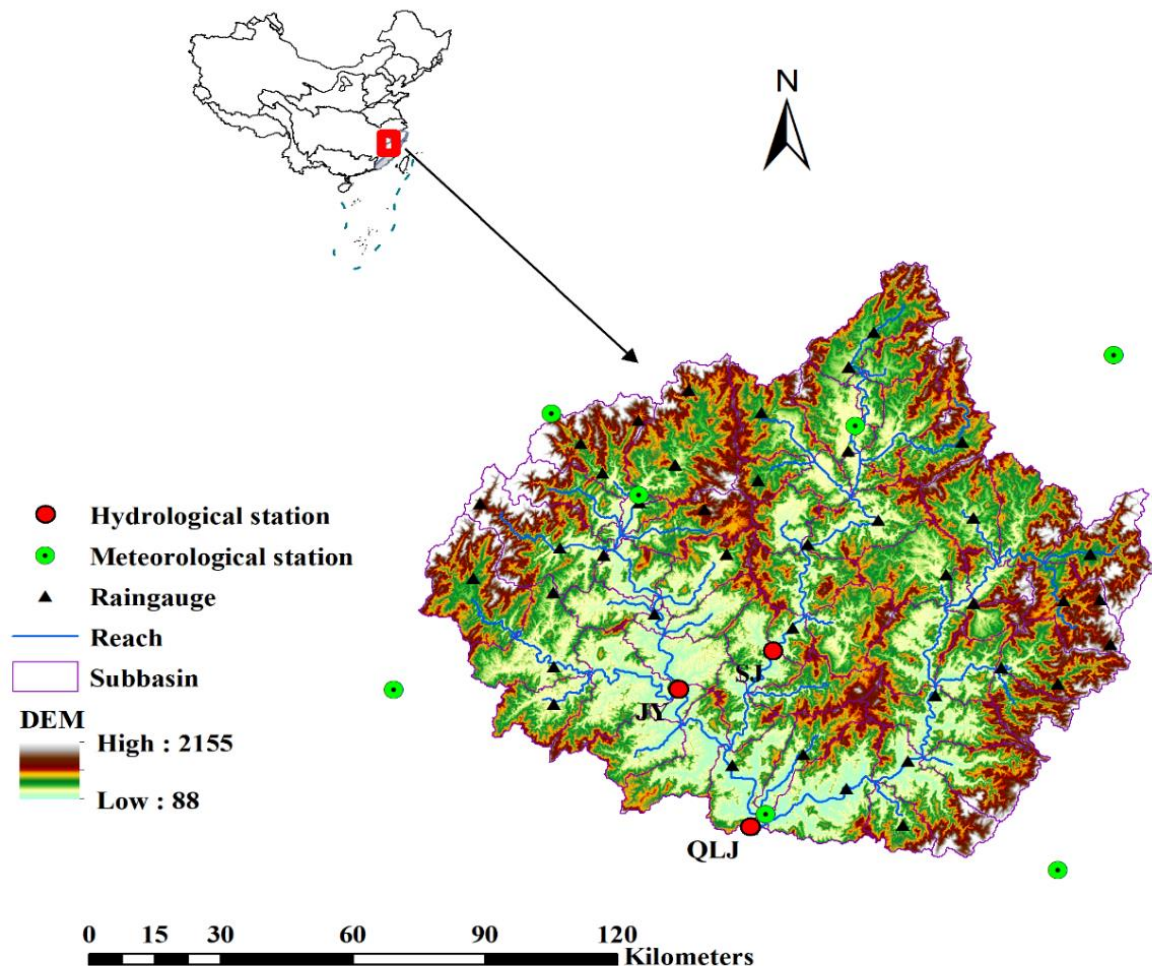 N
Hydrological station
Meteorological station
Raingauge
Reach
Subbasin
DEM
High : 2155
Low : 88
SJ
JY
QLJ
0 15 30 60 90 120
Kilometers